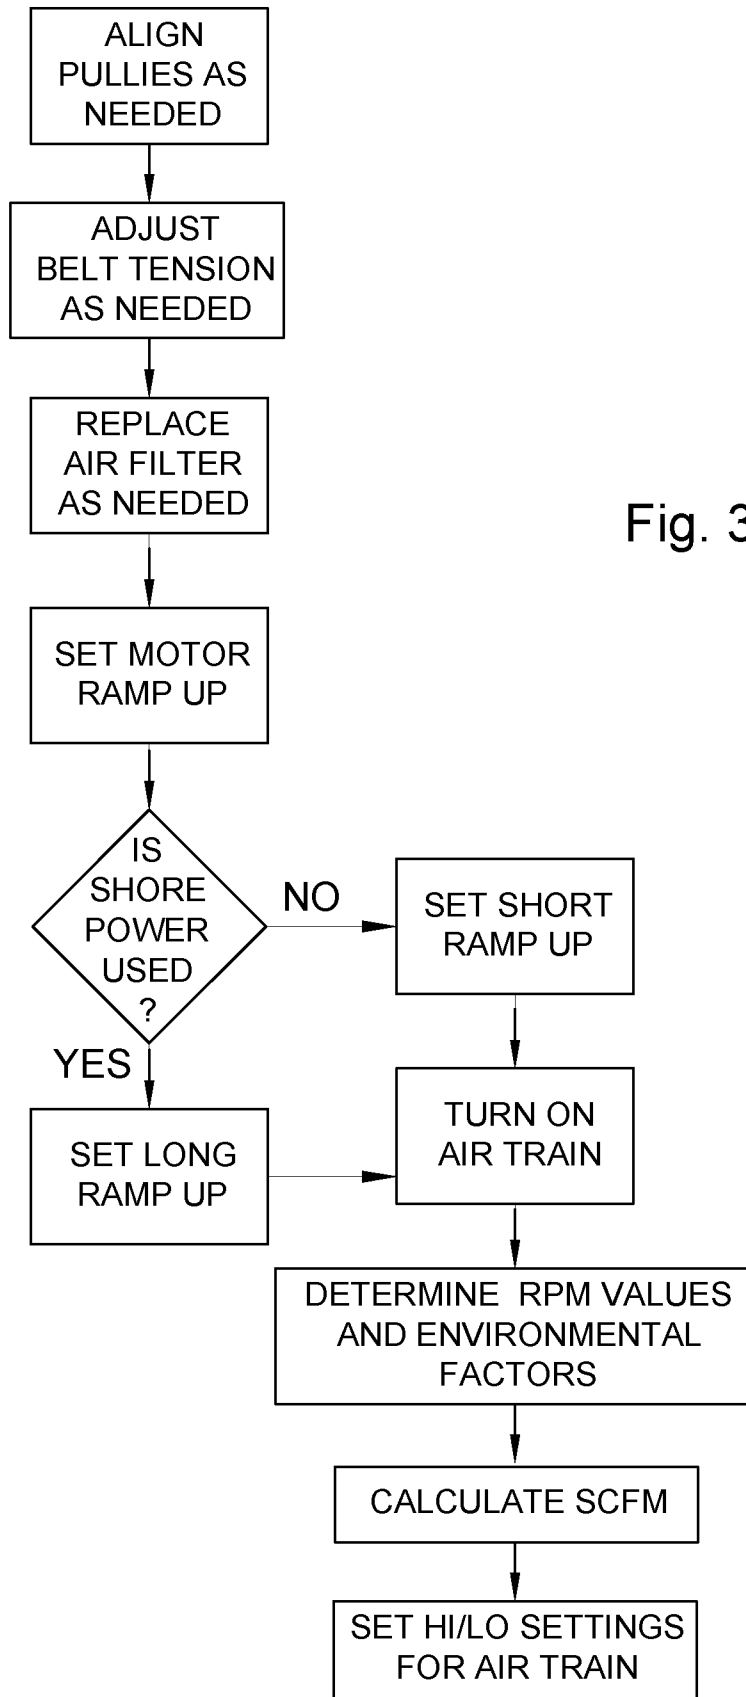 ALIGN
PULLIES AS
NEEDED
ADJUST
BELT TENSION
AS NEEDED
REPLACE
AIR FILTER
AS NEEDED
Fig. 3
SET MOTOR
RAMP UP
IS
SHORE
POWER
USED
?
NO
SET SHORT
RAMP UP
YES
SET LONG
RAMP UP
TURN ON
AIR TRAIN
DETERMINE RPM VALUES
AND ENVIRONMENTAL
FACTORS
CALCULATE SCFM
SET HI/LO SETTINGS
FOR AIR TRAIN